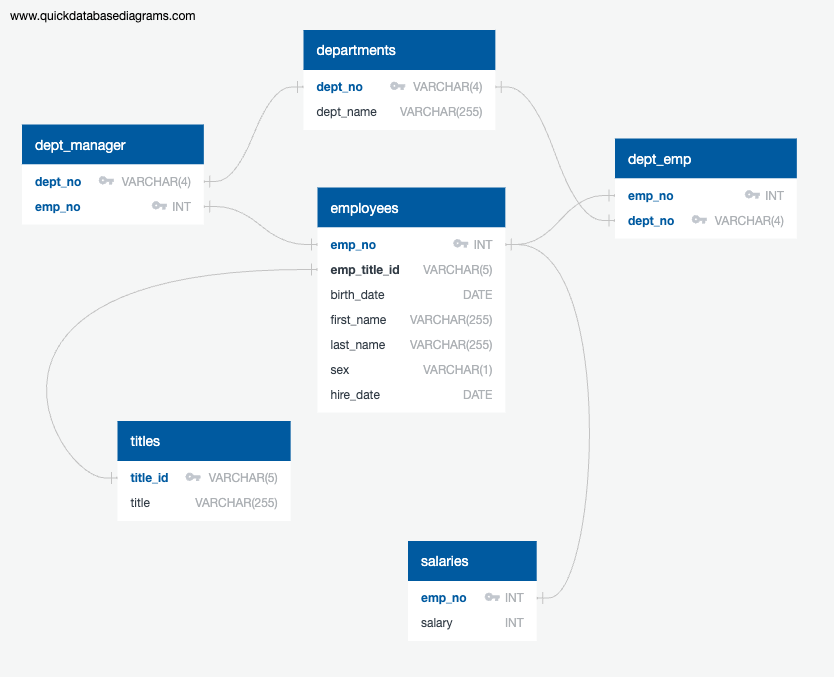 www.quickdatabasediagrams.com
departments
dept_no VARCHAR(4)
dept_name VARCHAR(255)
dept_manager
dept_no VARCHAR(4)
emp_no INT
dept_emp
emp_no INT
dept_no VARCHAR(4)
employees
emp_no INT
emp_title_id VARCHAR(5)
birth_date DATE
first_name VARCHAR(255)
last_name VARCHAR(255)
sex VARCHAR(1)
hire_date DATE
titles
title_id VARCHAR(5)
title VARCHAR(255)
salaries
emp_no INT
salary INT